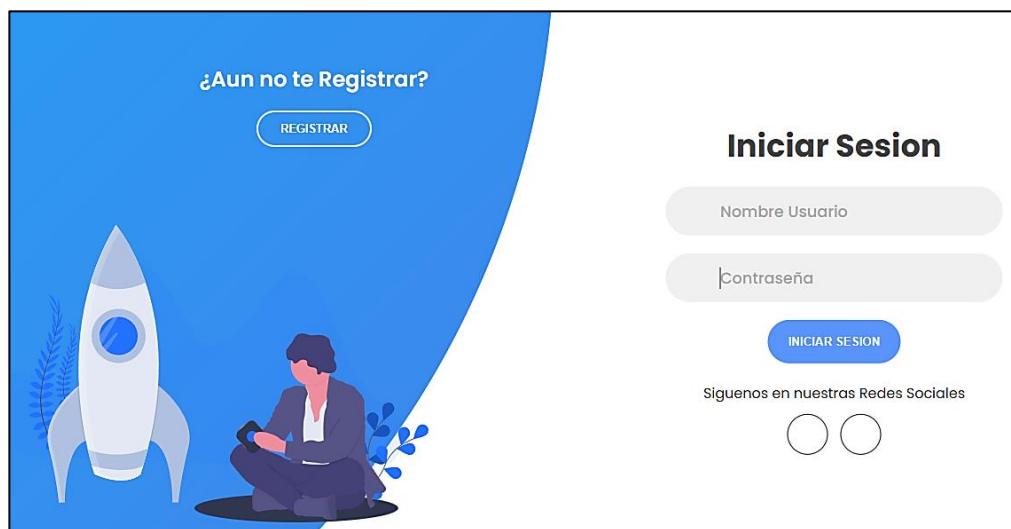 ¿Aun no te Registrar?
REGISTRAR
Iniciar Sesion
Nombre Usuario
Contraseña
INICIAR SESION
Siguenos en nuestras Redes Sociales